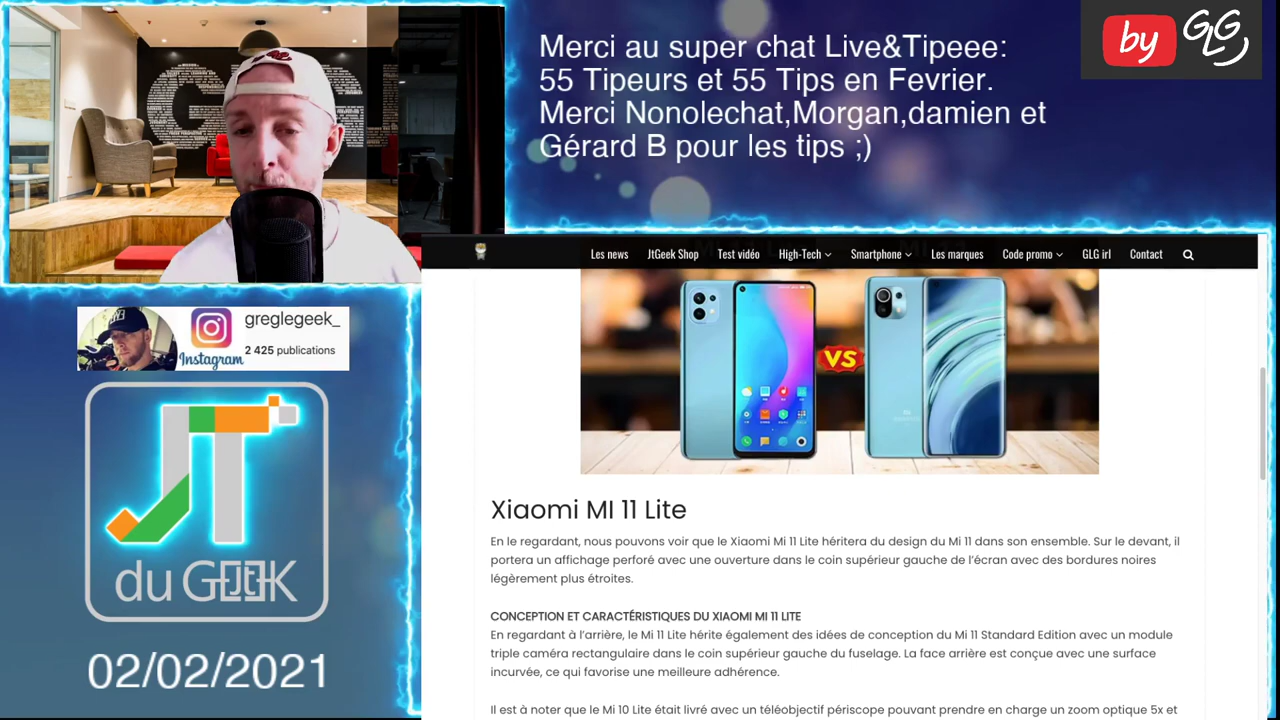 Merci au super chat Live&Tipeee:
55 Tipeurs et 55 Tips en Fevrier.
Merci Nonolechat,Morgan,damien et
Gérard B pour les tips ;)
by GLG
Les news JtGeek Shop Test vidéo High-Tech Smartphone Les marques Code promo GLG irl Contact
greglegeek_
Instagram 2 425 publications
JT
du GEEK
02/02/2021
VS
Xiaomi MI 11 Lite
En le regardant, nous pouvons voir que le Xiaomi Mi 11 Lite héritera du design du Mi 11 dans son ensemble. Sur le devant, il
portera un affichage perforé avec une ouverture dans le coin supérieur gauche de l'écran avec des bordures noires
légèrement plus étroites.
CONCEPTION ET CARACTÉRISTIQUES DU XIAOMI MI 11 LITE
En regardant à l'arrière, le Mi 11 Lite hérite également des idées de conception du Mi 11 Standard Edition avec un module
triple caméra rectangulaire dans le coin supérieur gauche du fuselage. La face arrière est conçue avec une surface
incurvée, ce qui favorise une meilleure adhérence.
Il est à noter que le Mi 10 Lite était livré avec un téléobjectif périscope pouvant prendre en charge un zoom optique 5x et